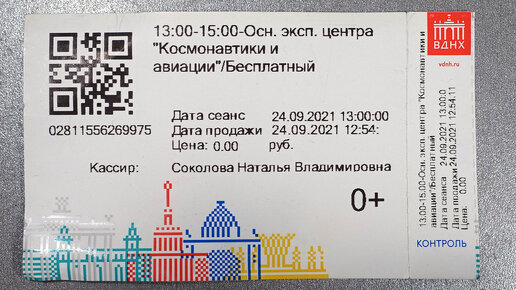 13:00-15:00-Осн. эксп. центра
"Космонавтики и
авиации"/Бесплатный
02811556269975
Дата сеанс 24.09.2021 13:00:00
Дата продажи 24.09.2021 12:54:
Цена: 0.00 руб.
Кассир: Соколова Наталья Владимировна
0+
ВДНХ
vdnh.ru
13:00-15:00-Осн. эксп. центра "Космонавтики и
авиации"/Бесплатный
Дата сеанса 24.09.2021 13:00:0
Дата продажи 24.09.2021 12:54:11
Цена: 0.00
КОНТРОЛЬ